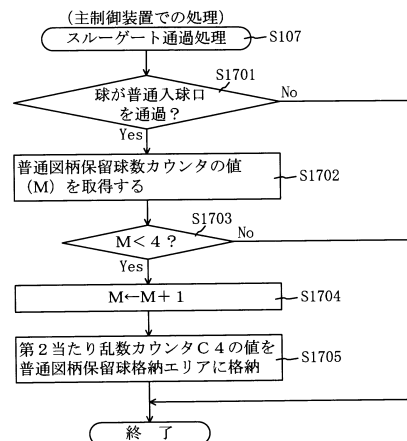 (主制御装置での処理)
スルーゲート通過処理
S107
S1701
球が普通入球口
を通過?
No
Yes
普通図柄保留球数カウンタの値
(M)を取得する
S1702
S1703
M<4?
No
Yes
M←M+1
S1704
第2当たり乱数カウンタC4の値を
普通図柄保留球格納エリアに格納
S1705
終 了